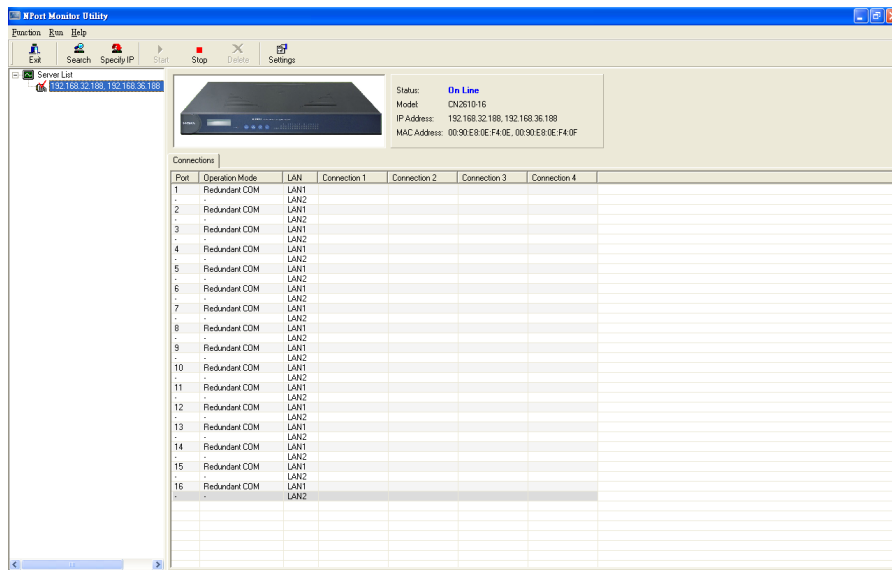 NPort Monitor Utility
Function Run Help
Exit Search Specify IP Start Stop Delete Settings
Server List
192.168.32.188, 192.168.36.188
Status: On Line
Model: CN2610-16
IP Address: 192.168.32.188, 192.168.36.188
MAC Address: 00:90:E8:0E:F4:0E, 00:90:E8:0E:F4:0F
Connections
Port Operation Mode LAN Connection 1 Connection 2 Connection 3 Connection 4
1 Redundant COM LAN1
- - LAN2
2 Redundant COM LAN1
- - LAN2
3 Redundant COM LAN1
- - LAN2
4 Redundant COM LAN1
- - LAN2
5 Redundant COM LAN1
- - LAN2
6 Redundant COM LAN1
- - LAN2
7 Redundant COM LAN1
- - LAN2
8 Redundant COM LAN1
- - LAN2
9 Redundant COM LAN1
- - LAN2
10 Redundant COM LAN1
- - LAN2
11 Redundant COM LAN1
- - LAN2
12 Redundant COM LAN1
- - LAN2
13 Redundant COM LAN1
- - LAN2
14 Redundant COM LAN1
- - LAN2
15 Redundant COM LAN1
- - LAN2
16 Redundant COM LAN1
- - LAN2